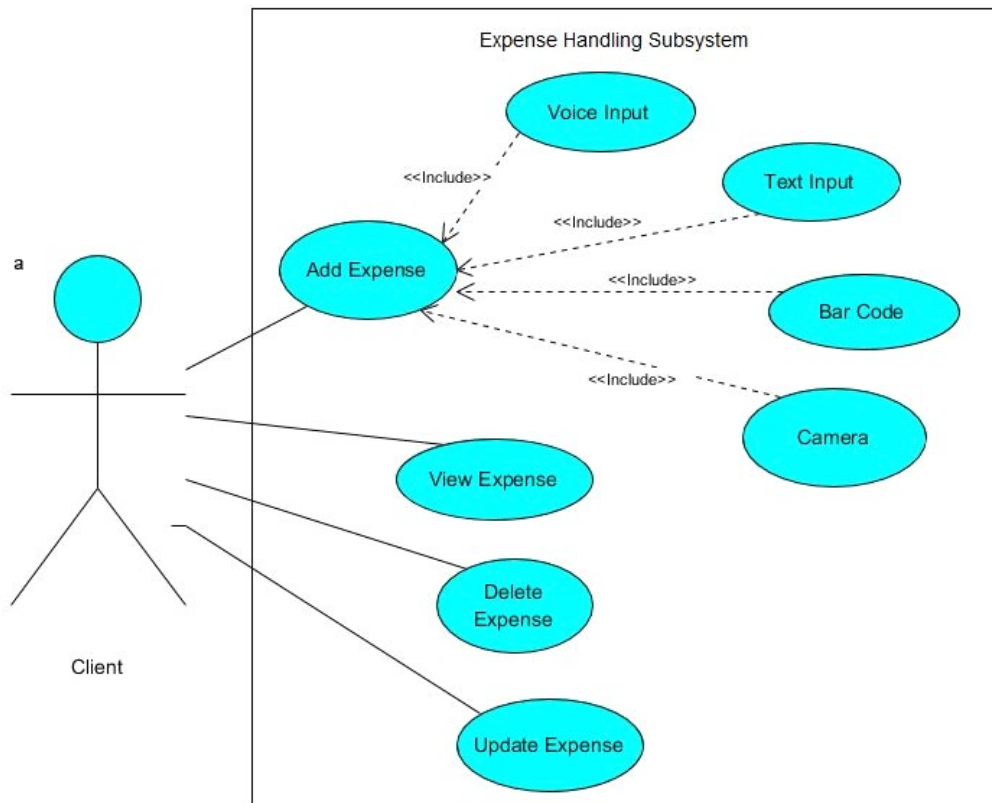 Expense Handling Subsystem
Voice Input
<<Include>>
Text Input
<<Include>>
a
Add Expense
<<Include>>
Bar Code
<<Include>>
Camera
View Expense
Delete
Expense
Client
Update Expense